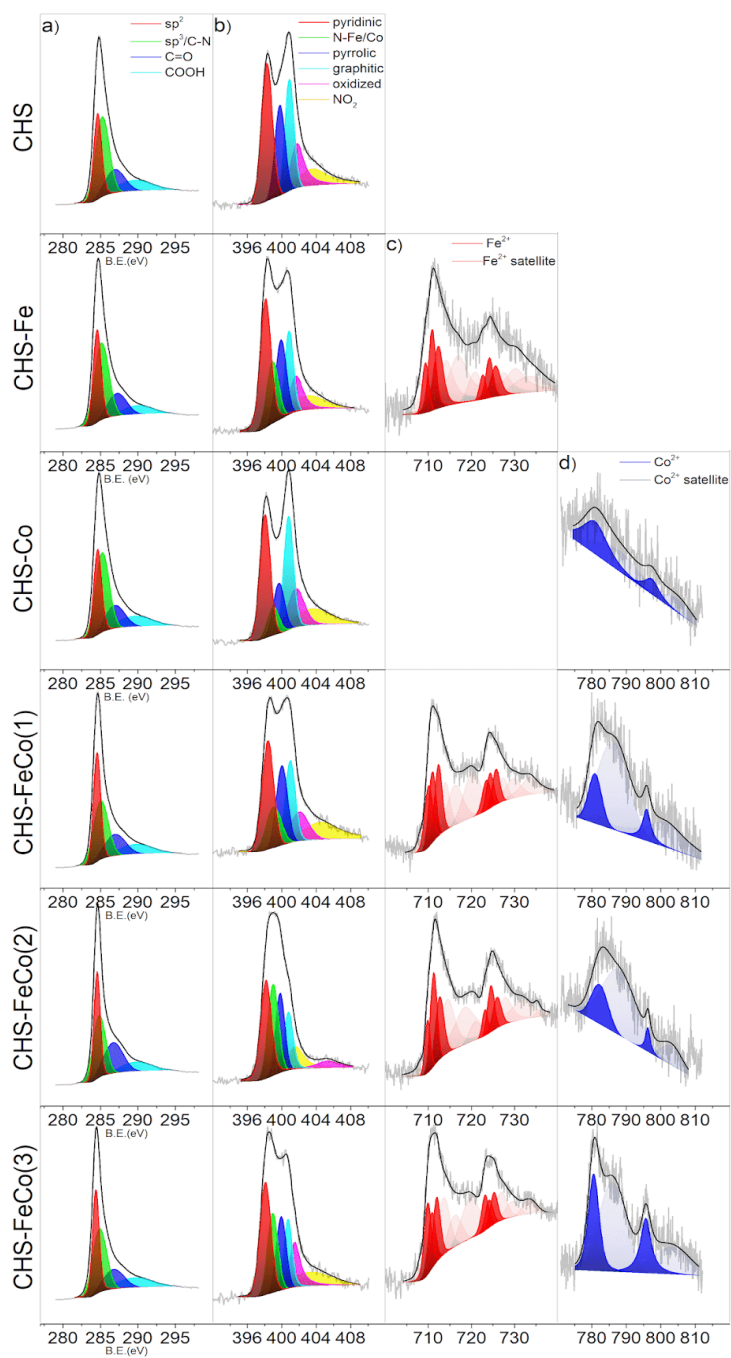 a)
sp²
sp³/C-N
C=O
COOH
b)
pyridinic
N-Fe/Co
pyrrolic
graphitic
oxidized
NO₂
CHS
280 285 290 295
B.E.(eV)
396 400 404 408
c)
Fe²⁺
Fe²⁺ satellite
CHS-Fe
280 285 290 295
B.E.(eV)
396 400 404 408
710 720 730
d)
Co²⁺
Co²⁺ satellite
CHS-Co
280 285 290 295
B.E. (eV)
396 400 404 408
780 790 800 810
CHS-FeCo(1)
280 285 290 295
B.E.(eV)
396 400 404 408
710 720 730
780 790 800 810
CHS-FeCo(2)
280 285 290 295
B.E.(eV)
396 400 404 408
710 720 730
780 790 800 810
CHS-FeCo(3)
280 285 290 295
B.E.(eV)
396 400 404 408
710 720 730
780 790 800 810